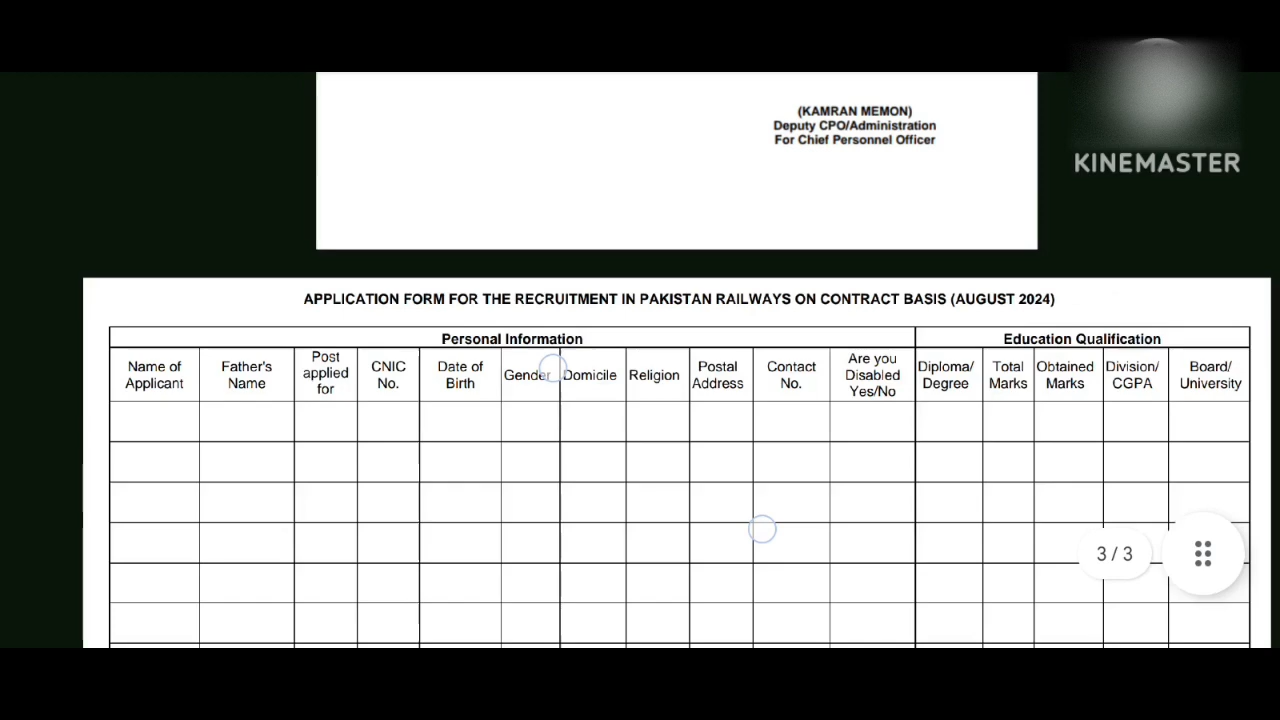 (KAMRAN MEMON)
Deputy CPO/Administration
For Chief Personnel Officer
KINEMASTER
APPLICATION FORM FOR THE RECRUITMENT IN PAKISTAN RAILWAYS ON CONTRACT BASIS (AUGUST 2024)
Personal Information
Education Qualification
Name of Applicant
Father's Name
Post applied for
CNIC No.
Date of Birth
Gender
Domicile
Religion
Postal Address
Contact No.
Are you Disabled Yes/No
Diploma/ Degree
Total Marks
Obtained Marks
Division/ CGPA
Board/ University
3 / 3